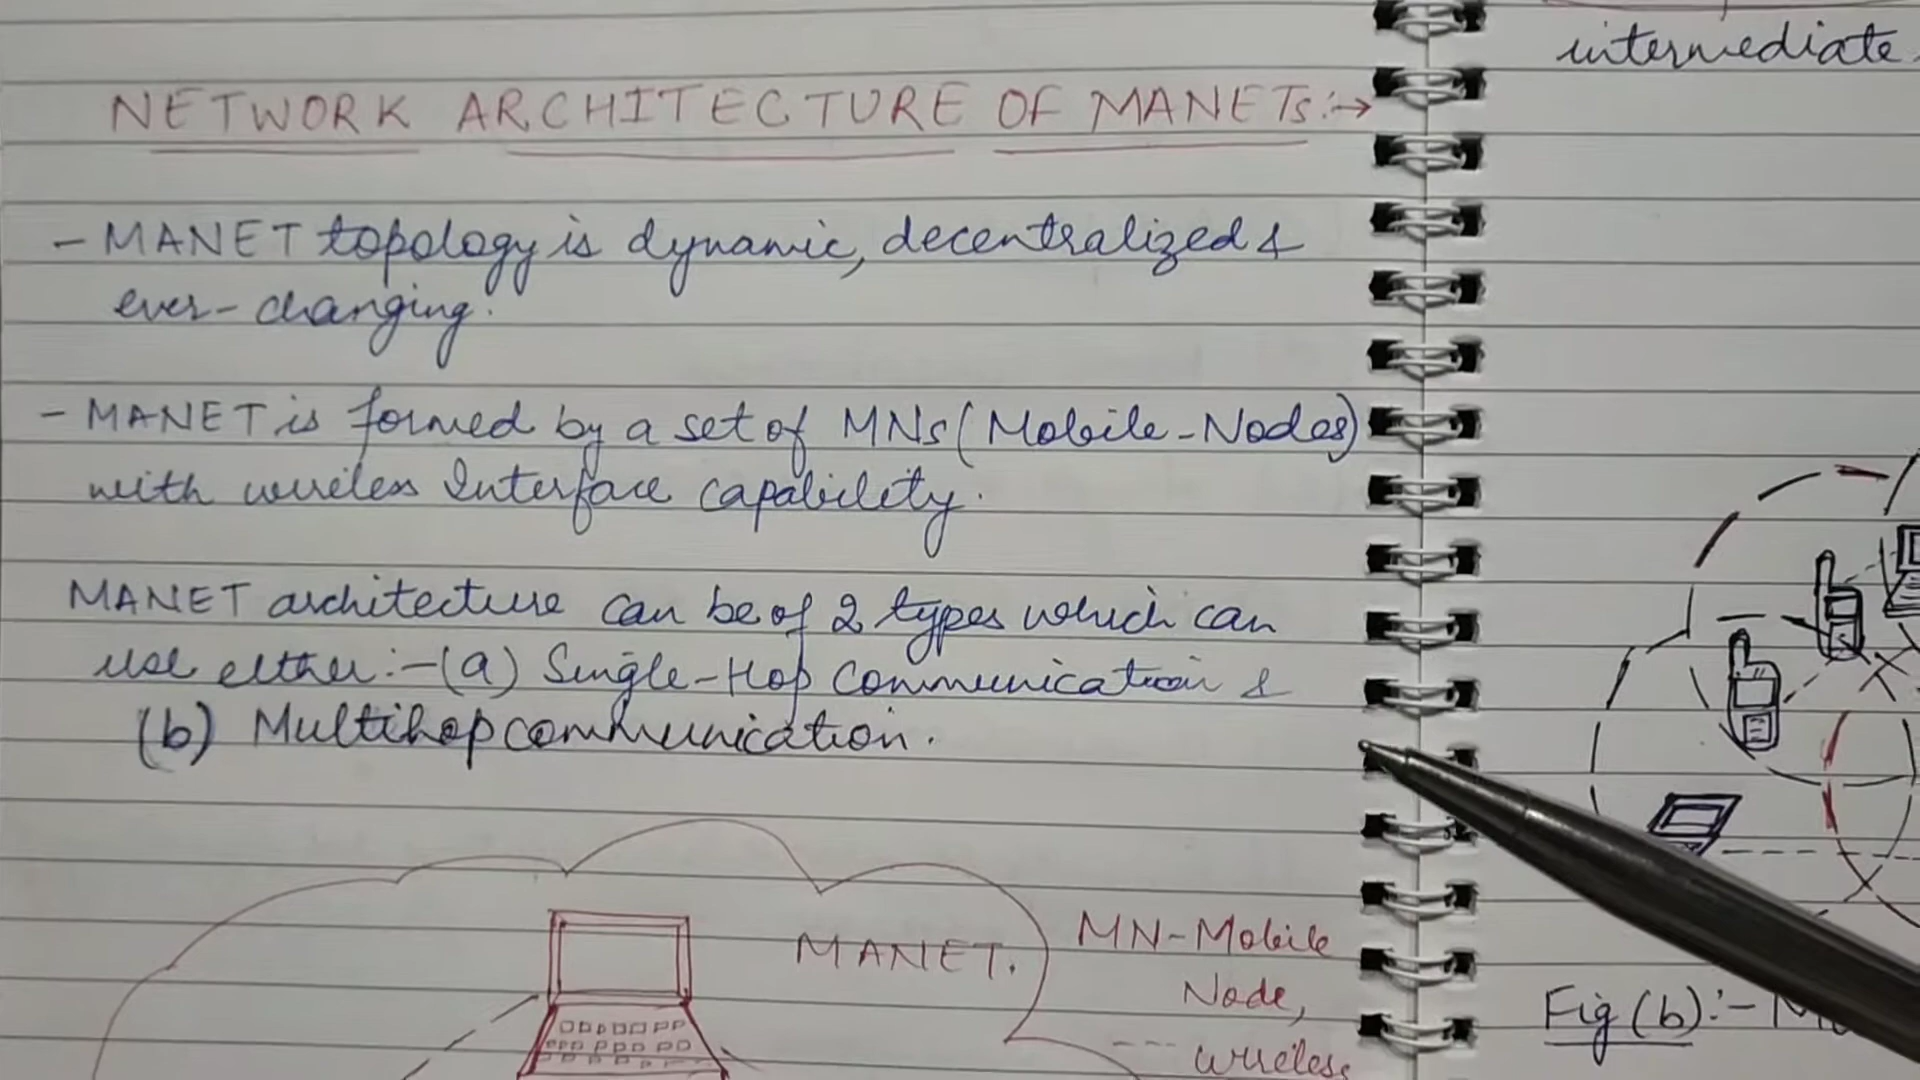 NETWORK ARCHITECTURE OF MANETs:→
- MANET topology is dynamic, decentralized &
ever-changing.
- MANET is formed by a set of MNs (Mobile-Nodes)
with wireless Interface capability.
MANET architecture can be of 2 types which can
use either:-(a) Single-Hop Communication &
(b) Multihop communication.
MANET.
MN-Mobile
Node,
--- wireless
intermediate
Fig (b):-